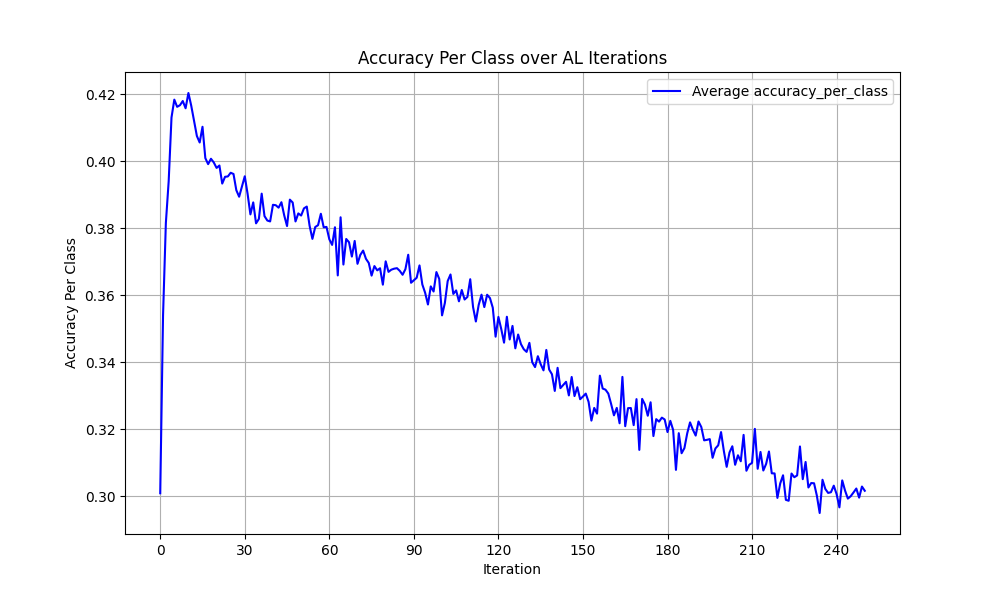 Accuracy Per Class over AL Iterations
Average accuracy_per_class
0.42
0.40
0.38
0.36
0.34
0.32
0.30
Accuracy Per Class
0 30 60 90 120 150 180 210 240
Iteration